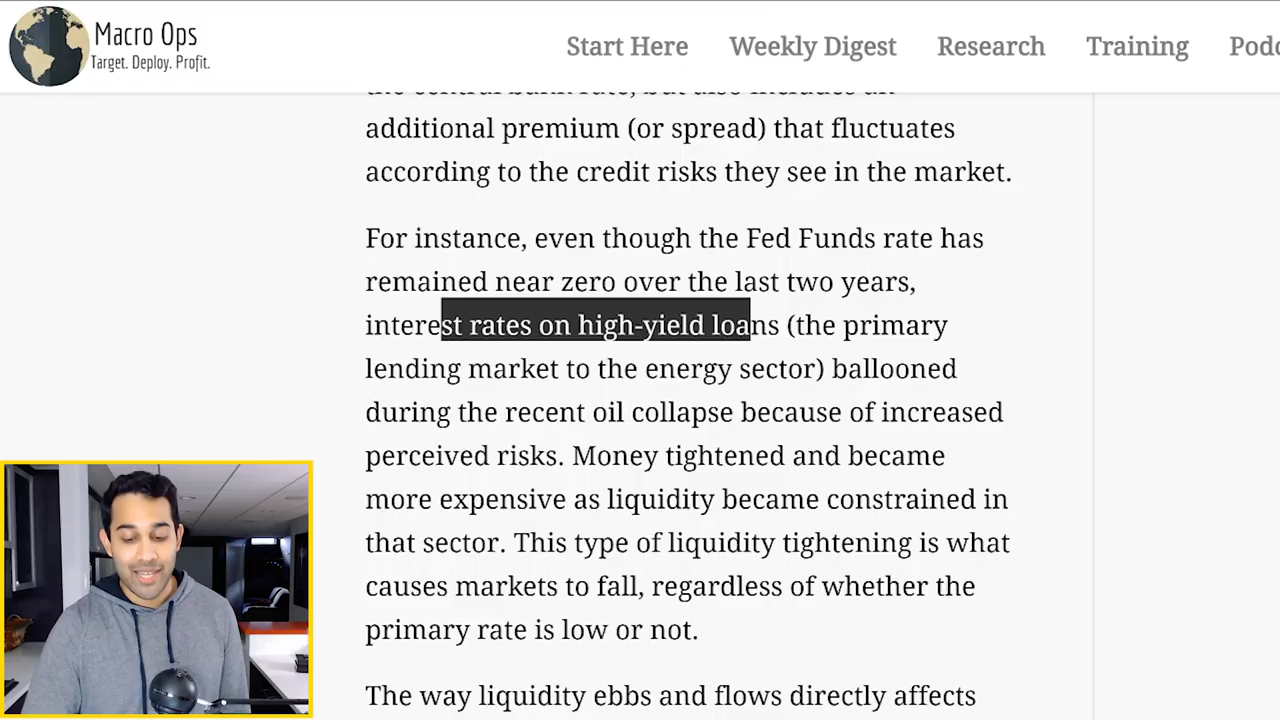 Macro Ops
Target. Deploy. Profit.
Start Here
Weekly Digest
Research
Training
the central bank rate, but also includes an
additional premium (or spread) that fluctuates
according to the credit risks they see in the market.
For instance, even though the Fed Funds rate has
remained near zero over the last two years,
interest rates on high-yield loans (the primary
lending market to the energy sector) ballooned
during the recent oil collapse because of increased
perceived risks. Money tightened and became
more expensive as liquidity became constrained in
that sector. This type of liquidity tightening is what
causes markets to fall, regardless of whether the
primary rate is low or not.
The way liquidity ebbs and flows directly affects